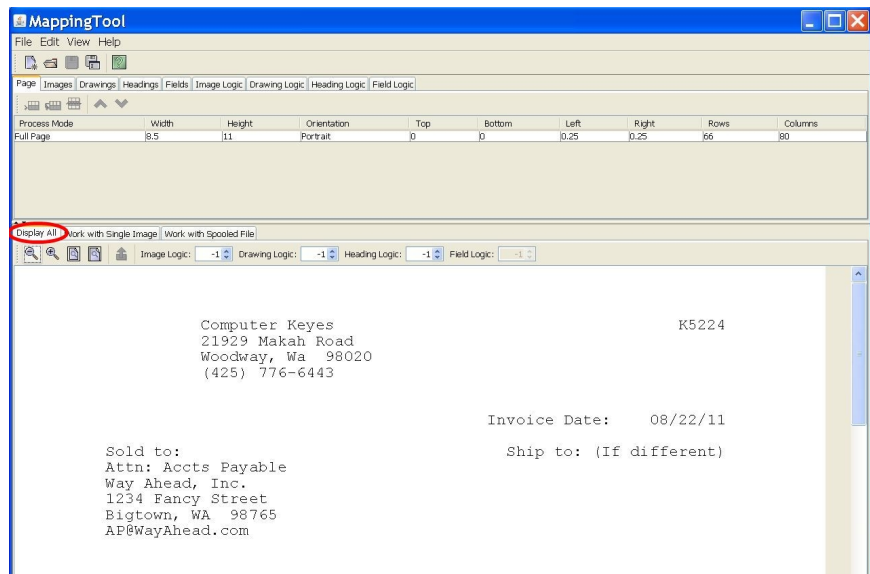 MappingTool
File Edit View Help
Page Images Drawings Headings Fields Image Logic Drawing Logic Heading Logic Field Logic
Process Mode Width Height Orientation Top Bottom Left Right Rows Columns
Full Page 8.5 11 Portrait 0 0 0.25 0.25 66 80
Display All Work with Single Image Work with Spooled File
Image Logic: -1 Drawing Logic: -1 Heading Logic: -1 Field Logic: -1
Computer Keyes K5224
21929 Makah Road
Woodway, Wa 98020
(425) 776-6443
Invoice Date: 08/22/11
Sold to: Ship to: (If different)
Attn: Accts Payable
Way Ahead, Inc.
1234 Fancy Street
Bigtown, WA 98765
AP@WayAhead.com